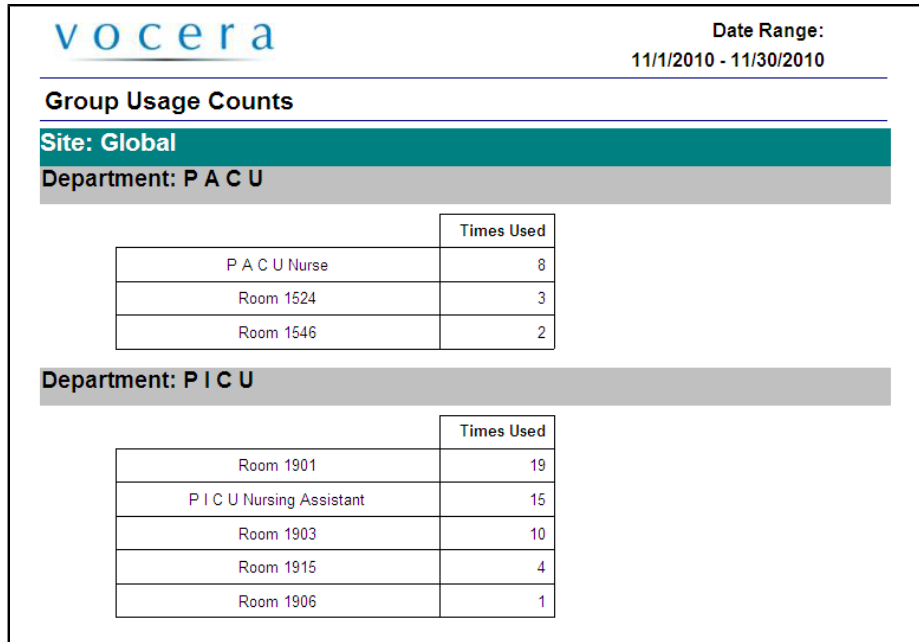 vocera
Date Range:
11/1/2010 - 11/30/2010
Group Usage Counts
Site: Global
Department: P A C U
Times Used
P A C U Nurse 8
Room 1524 3
Room 1546 2
Department: P I C U
Times Used
Room 1901 19
P I C U Nursing Assistant 15
Room 1903 10
Room 1915 4
Room 1906 1